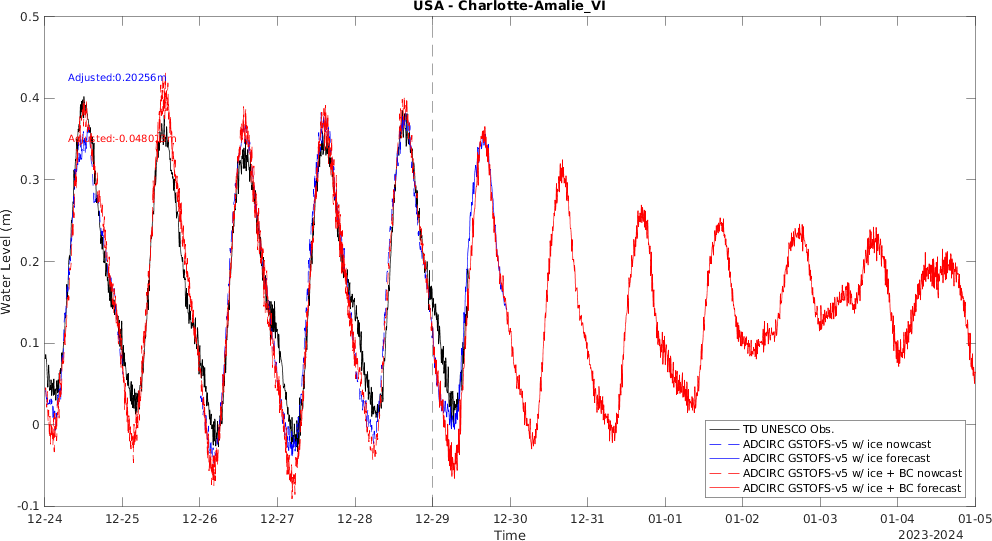 USA - Charlotte-Amalie_VI
0.5
0.4
0.3
0.2
0.1
0
-0.1
Water Level (m)
Adjusted:0.20256m
TD UNESCO Obs.
ADCIRC GSTOFS-v5 w/ ice nowcast
ADCIRC GSTOFS-v5 w/ ice forecast
ADCIRC GSTOFS-v5 w/ ice + BC nowcast
ADCIRC GSTOFS-v5 w/ ice + BC forecast
12-24 12-25 12-26 12-27 12-28 12-29 12-30 12-31 01-01 01-02 01-03 01-04 01-05
Time
2023-2024